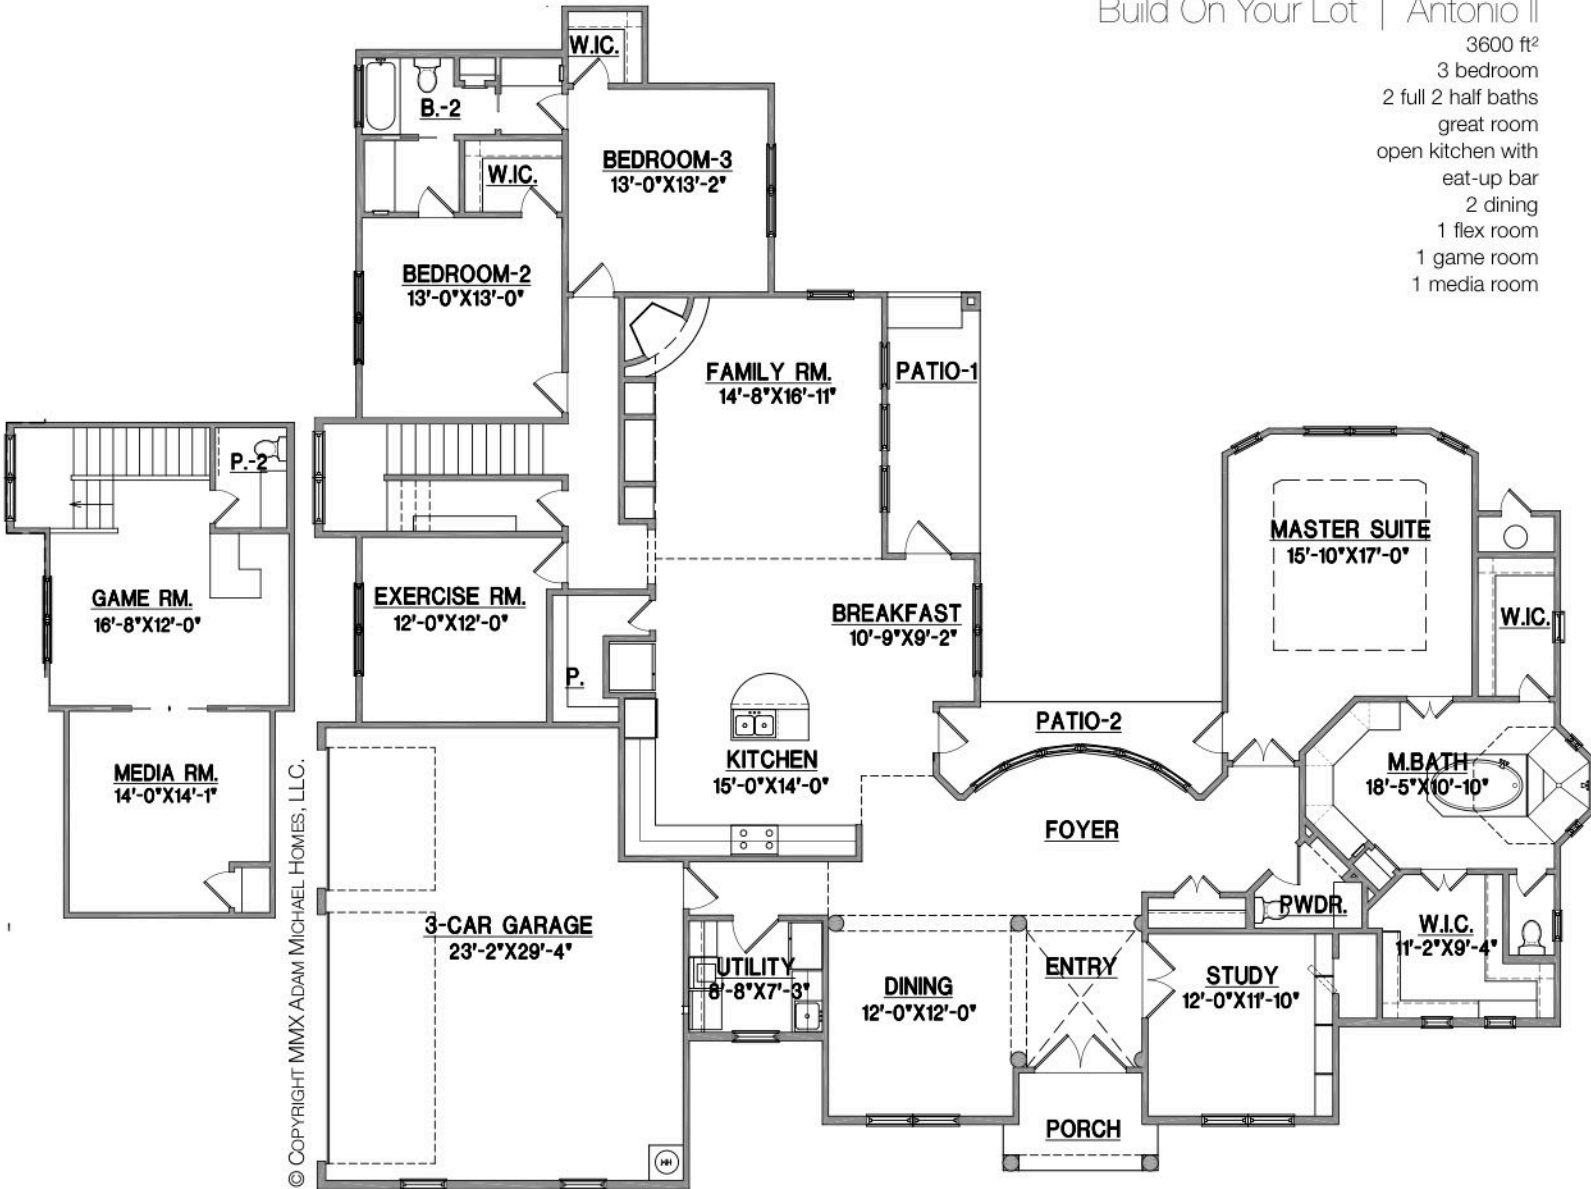 Build On Your Lot | Antonio II
3600 ft²
3 bedroom
2 full 2 half baths
great room
open kitchen with
eat-up bar
2 dining
1 flex room
1 game room
1 media room
W.IC.
B.-2
W.IC.
BEDROOM-3
13'-0"X13'-2"
BEDROOM-2
13'-0"X13'-0"
FAMILY RM.
14'-8"X16'-11"
PATIO-1
P.-2
GAME RM.
16'-8"X12'-0"
EXERCISE RM.
12'-0"X12'-0"
BREAKFAST
10'-9"X9'-2"
MASTER SUITE
15'-10"X17'-0"
W.IC.
P.
PATIO-2
KITCHEN
15'-0"X14'-0"
MEDIA RM.
14'-0"X14'-1"
M.BATH
18'-5"X10'-10"
FOYER
3-CAR GARAGE
23'-2"X29'-4"
PWDR.
W.I.C.
11'-2"X9'-4"
UTILITY
8'-8"X7'-3"
DINING
12'-0"X12'-0"
ENTRY
STUDY
12'-0"X11'-10"
PORCH
WH
© COPYRIGHT MMX ADAM MICHAEL HOMES, LLC.